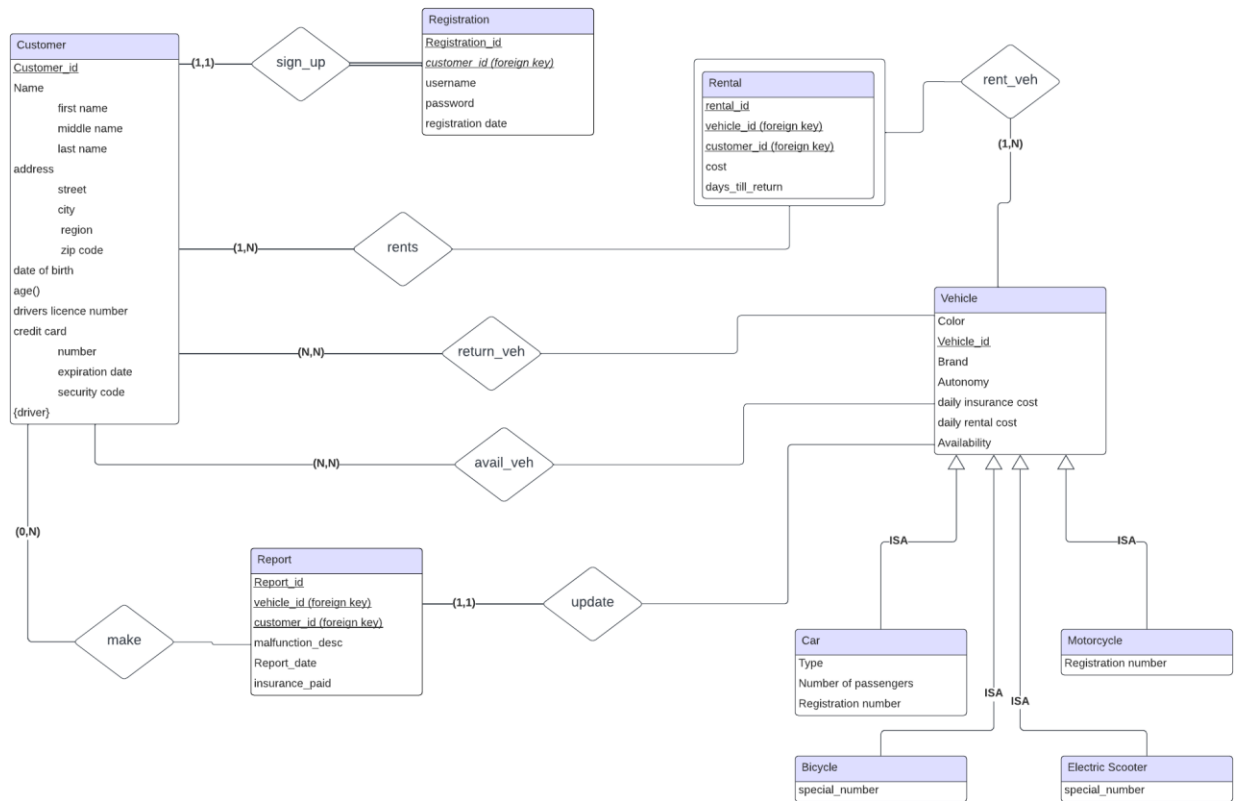 Customer
Customer_id
Name
first name
middle name
last name
address
street
city
region
zip code
date of birth
age()
drivers licence number
credit card
number
expiration date
security code
{driver}
(1,1)
sign_up
Registration
Registration_id
customer_id (foreign key)
username
password
registration date
Rental
rental_id
vehicle_id (foreign key)
customer_id (foreign key)
cost
days_till_return
rent_veh
(1,N)
(1,N)
rents
(N,N)
return_veh
(N,N)
avail_veh
Vehicle
Color
Vehicle_id
Brand
Autonomy
daily insurance cost
daily rental cost
Availability
(0,N)
make
Report
Report_id
vehicle_id (foreign key)
customer_id (foreign key)
malfunction_desc
Report_date
insurance_paid
(1,1)
update
ISA
ISA
ISA
ISA
Car
Type
Number of passengers
Registration number
Motorcycle
Registration number
Bicycle
special_number
Electric Scooter
special_number